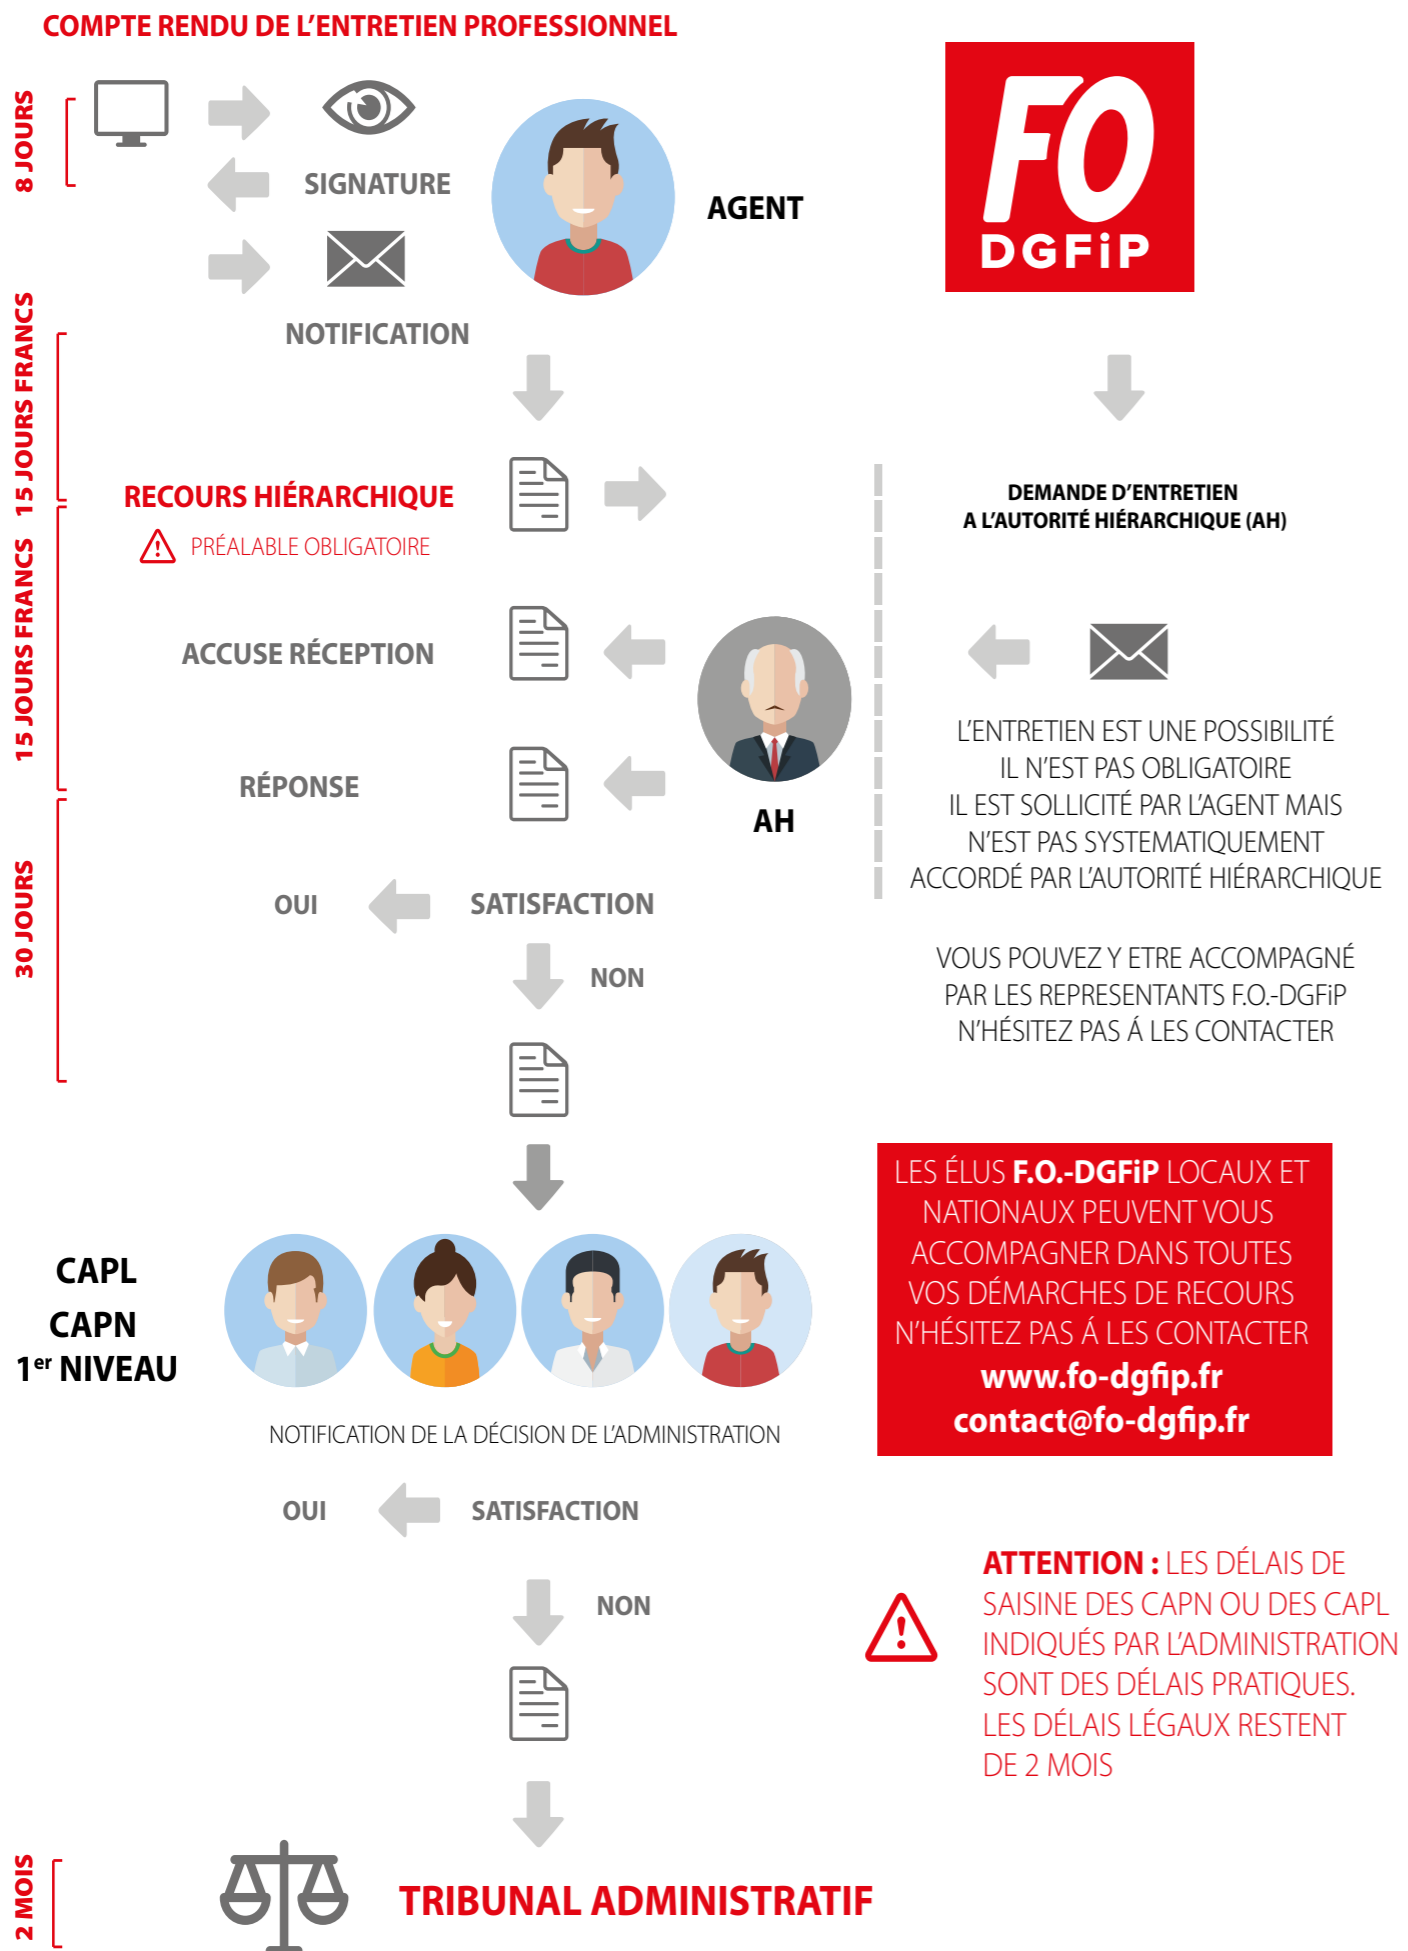 COMPTE RENDU DE L'ENTRETIEN PROFESSIONNEL
8 JOURS
SIGNATURE
AGENT
FO
DGFiP
NOTIFICATION
15 JOURS FRANCS
RECOURS HIÉRARCHIQUE
PRÉALABLE OBLIGATOIRE
DEMANDE D'ENTRETIEN
A L'AUTORITÉ HIÉRARCHIQUE (AH)
15 JOURS FRANCS
ACCUSE RÉCEPTION
RÉPONSE
AH
L'ENTRETIEN EST UNE POSSIBILITÉ
IL N'EST PAS OBLIGATOIRE
IL EST SOLLICITÉ PAR L'AGENT MAIS
N'EST PAS SYSTEMATIQUEMENT
ACCORDÉ PAR L'AUTORITÉ HIÉRARCHIQUE
30 JOURS
OUI
SATISFACTION
NON
VOUS POUVEZ Y ETRE ACCOMPAGNÉ
PAR LES REPRESENTANTS F.O.-DGFiP
N'HÉSITEZ PAS Á LES CONTACTER
CAPL
CAPN
1er NIVEAU
LES ÉLUS F.O.-DGFiP LOCAUX ET
NATIONAUX PEUVENT VOUS
ACCOMPAGNER DANS TOUTES
VOS DÉMARCHES DE RECOURS
N'HÉSITEZ PAS Á LES CONTACTER
www.fo-dgfip.fr
contact@fo-dgfip.fr
NOTIFICATION DE LA DÉCISION DE L'ADMINISTRATION
OUI
SATISFACTION
NON
ATTENTION : LES DÉLAIS DE
SAISINE DES CAPN OU DES CAPL
INDIQUÉS PAR L'ADMINISTRATION
SONT DES DÉLAIS PRATIQUES.
LES DÉLAIS LÉGAUX RESTENT
DE 2 MOIS
2 MOIS
TRIBUNAL ADMINISTRATIF